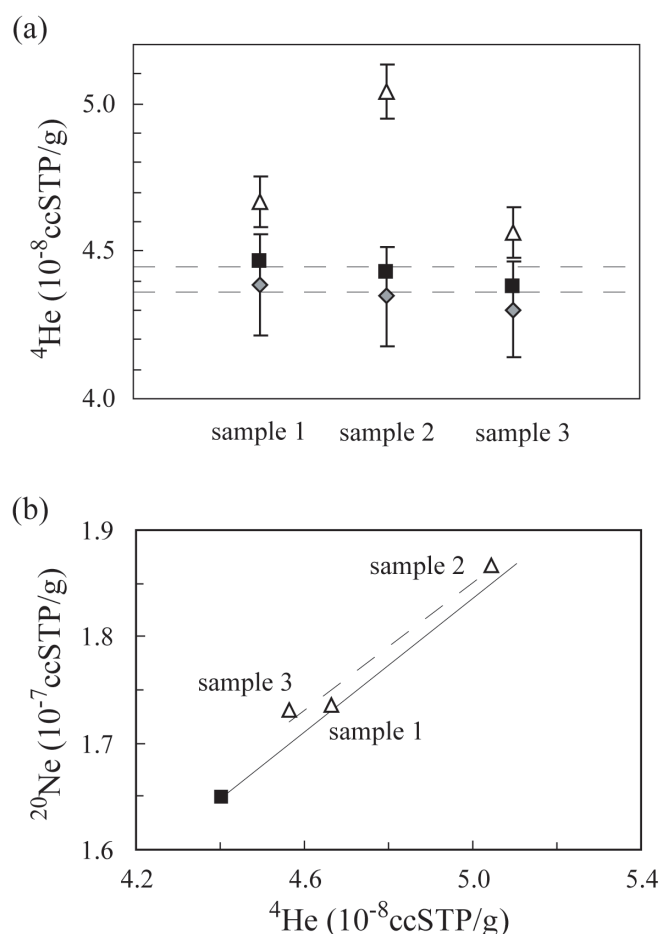 (a)
⁴He (10⁻⁸ccSTP/g)
5.0
4.5
4.0
sample 1 sample 2 sample 3
(b)
²⁰Ne (10⁻⁷ccSTP/g)
1.9
1.8
1.7
1.6
sample 2
sample 3
sample 1
4.2 4.6 5.0 5.4
⁴He (10⁻⁸ccSTP/g)